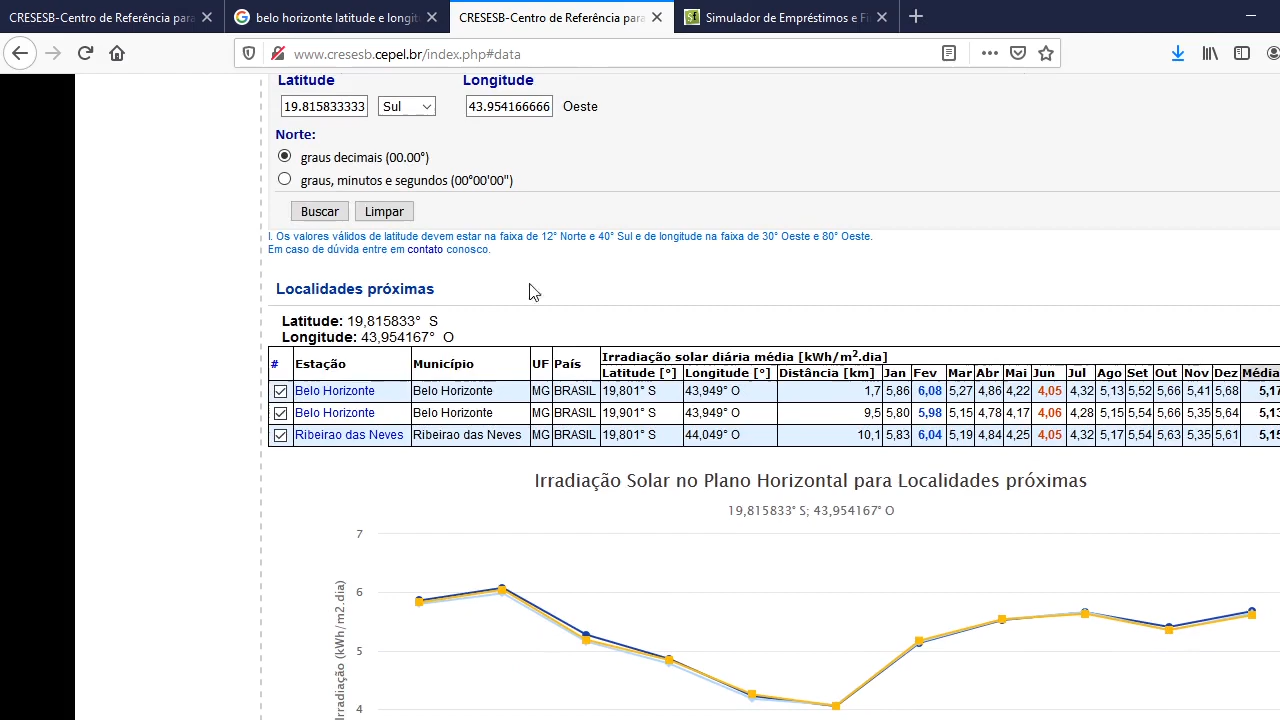 CRESESB-Centro de Referência para
belo horizonte latitude e longit
CRESESB-Centro de Referência para
Simulador de Empréstimos e Fi
www.cresesb.cepel.br/index.php#data
Latitude Longitude
19.815833333 Sul 43.954166666 Oeste
Norte:
graus decimais (00.00°)
graus, minutos e segundos (00°00'00")
Buscar Limpar
I. Os valores válidos de latitude devem estar na faixa de 12° Norte e 40° Sul e de longitude na faixa de 30° Oeste e 80° Oeste.
Em caso de dúvida entre em contato conosco.
Localidades próximas
Latitude: 19,815833° S
Longitude: 43,954167° O
# Estação Município UF País Irradiação solar diária média [kWh/m².dia]
Latitude [°] Longitude [°] Distância [km] Jan Fev Mar Abr Mai Jun Jul Ago Set Out Nov Dez Média
Belo Horizonte Belo Horizonte MG BRASIL 19,801° S 43,949° O 1,7 5,86 6,08 5,27 4,86 4,22 4,05 4,32 5,13 5,52 5,66 5,41 5,68 5,17
Belo Horizonte Belo Horizonte MG BRASIL 19,901° S 43,949° O 9,5 5,80 5,98 5,15 4,78 4,17 4,06 4,28 5,15 5,54 5,66 5,35 5,64 5,13
Ribeirao das Neves Ribeirao das Neves MG BRASIL 19,801° S 44,049° O 10,1 5,83 6,04 5,19 4,84 4,25 4,05 4,32 5,17 5,54 5,63 5,35 5,61 5,15
Irradiação Solar no Plano Horizontal para Localidades próximas
19,815833° S; 43,954167° O
7
6
5
4
Irradiação (kWh/m2.dia)